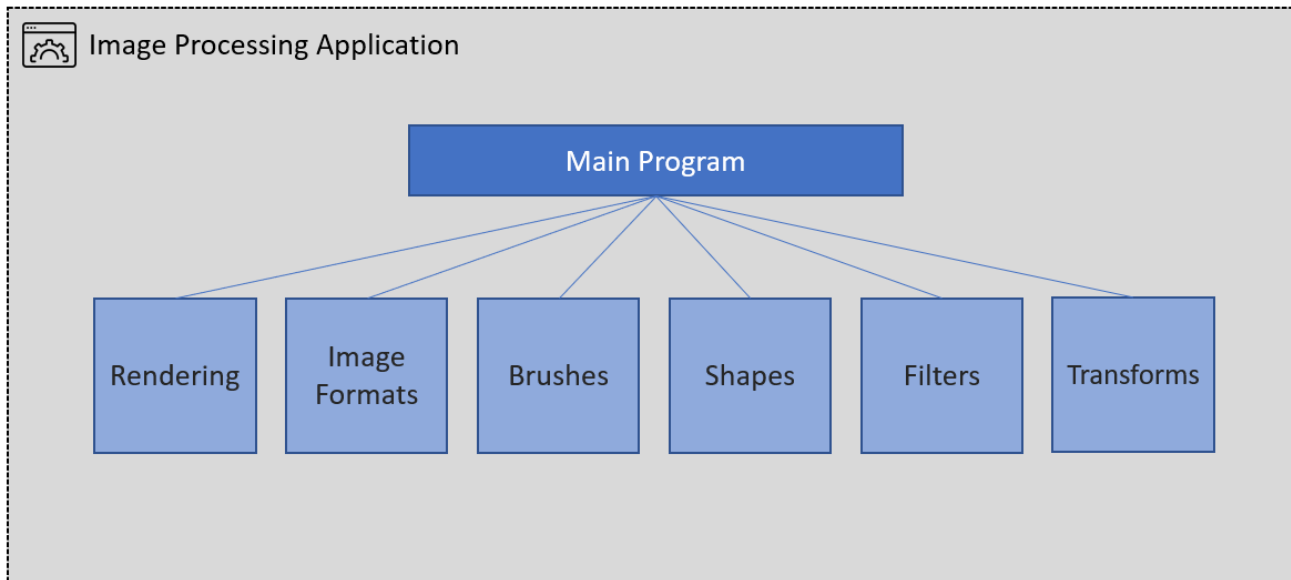 Image Processing Application
Main Program
Rendering
Image
Formats
Brushes
Shapes
Filters
Transforms